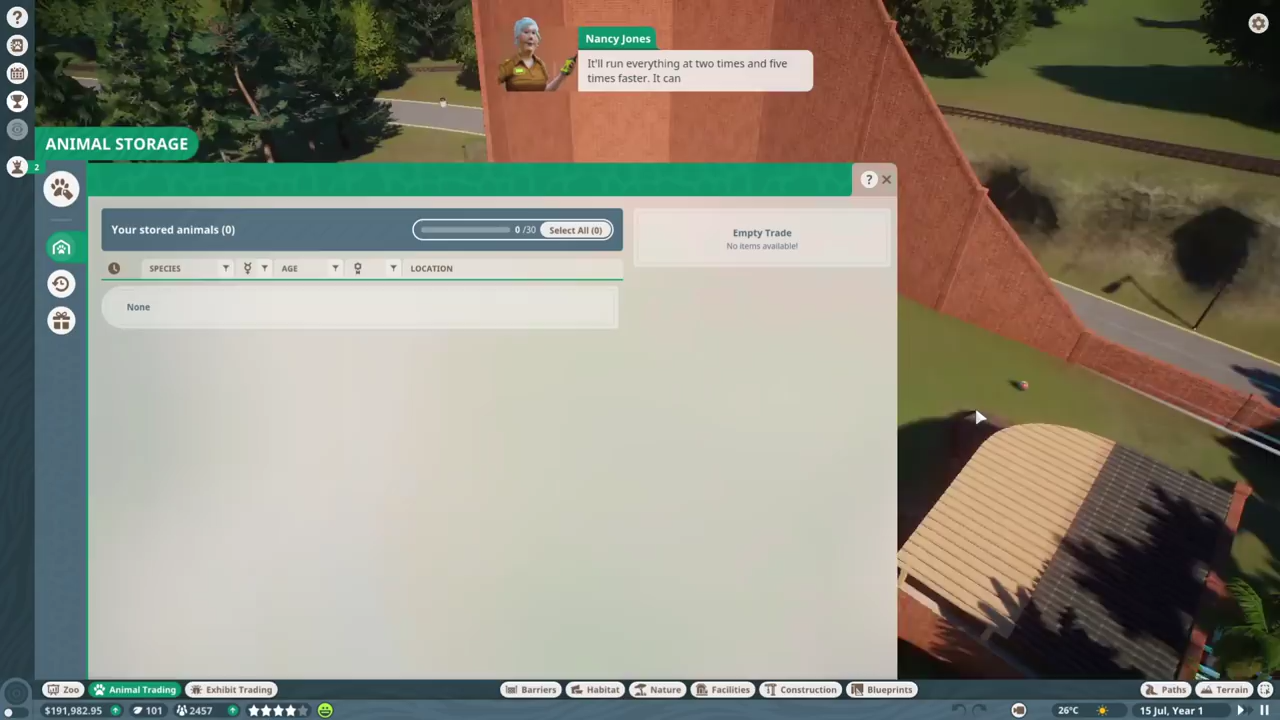 Nancy Jones
It'll run everything at two times and five
times faster. It can
ANIMAL STORAGE
2
?
?
Your stored animals (0)
0 /30
Select All (0)
Empty Trade
No items available!
SPECIES
AGE
LOCATION
None
Zoo
Animal Trading
Exhibit Trading
Barriers
Habitat
Nature
Facilities
Construction
Blueprints
Paths
Terrain
$191,982.95
101
2457
26°C
15 Jul, Year 1